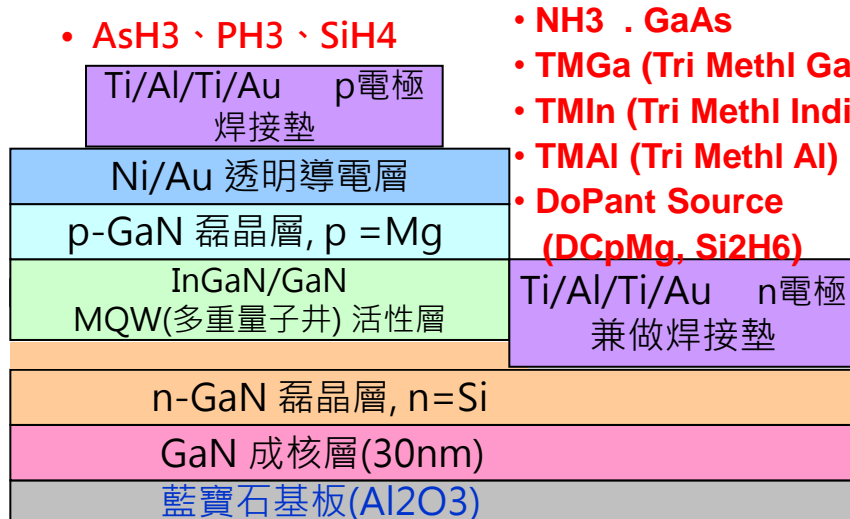 • AsH3、PH3、SiH4
• NH3 . GaAs
• TMGa (Tri Methl Ga
• TMIn (Tri Methl Indi
• TMAl (Tri Methl Al)
• DoPant Source
(DCpMg, Si2H6)
Ti/Al/Ti/Au p電極
焊接墊
Ni/Au 透明導電層
p-GaN 磊晶層, p =Mg
InGaN/GaN
MQW(多重量子井) 活性層
Ti/Al/Ti/Au n電極
兼做焊接墊
n-GaN 磊晶層, n=Si
GaN 成核層(30nm)
藍寶石基板(Al2O3)